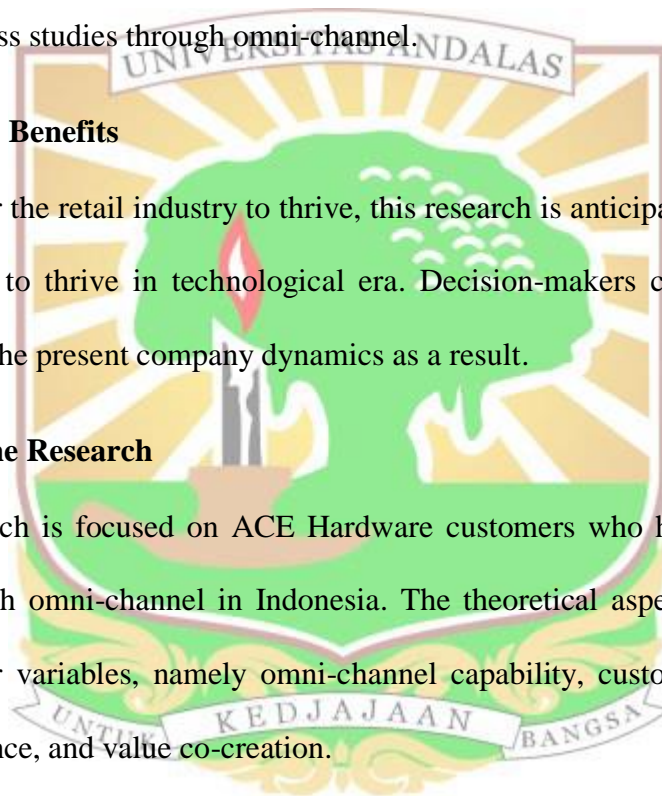 ss studies through omni-channel.
UNIVERSITAS ANDALAS
Benefits
r the retail industry to thrive, this research is anticipa
to thrive in technological era. Decision-makers c
he present company dynamics as a result.
he Research
ch is focused on ACE Hardware customers who h
h omni-channel in Indonesia. The theoretical aspe
r variables, namely omni-channel capability, custo
nce, and value co-creation.
UNTUK KEDJAJAAN BANGSA